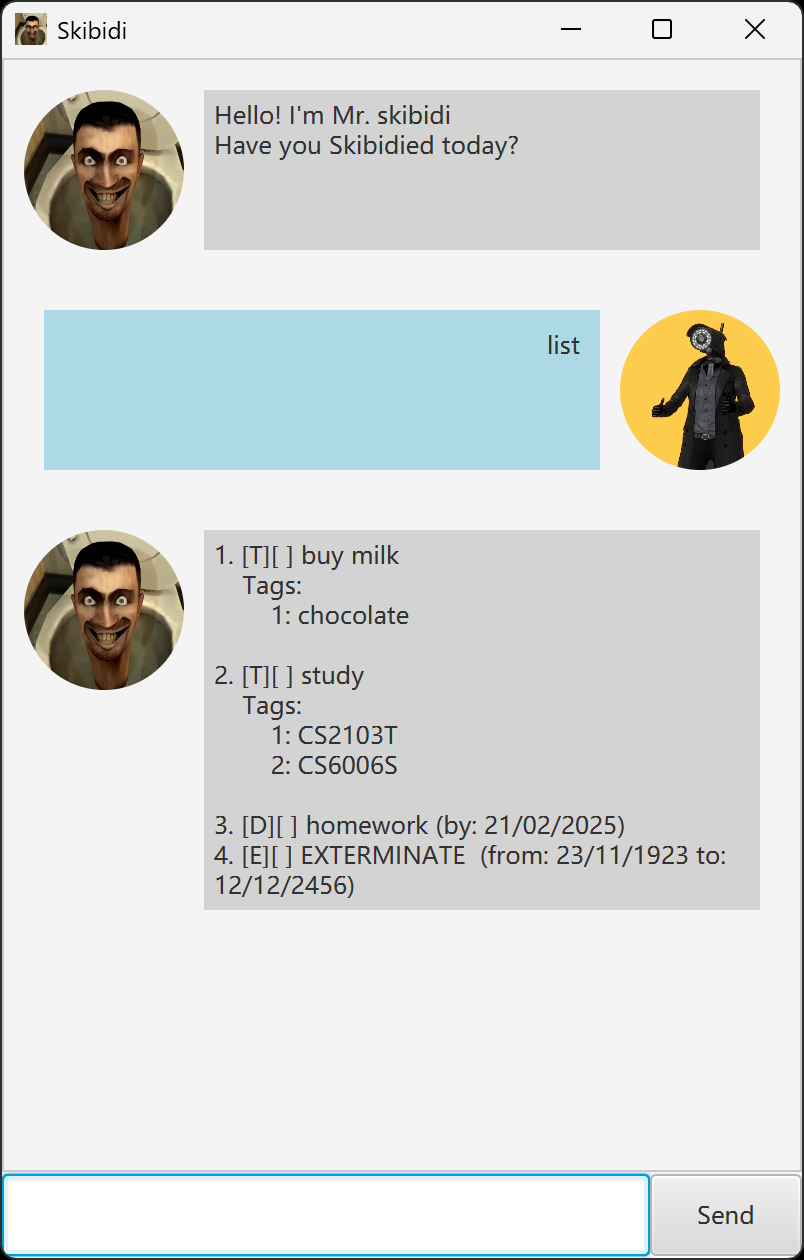 Skibidi
Hello! I'm Mr. skibidi
Have you Skibidied today?
list
1. [T][ ] buy milk
Tags:
1: chocolate
2. [T][ ] study
Tags:
1: CS2103T
2: CS6006S
3. [D][ ] homework (by: 21/02/2025)
4. [E][ ] EXTERMINATE  (from: 23/11/1923 to:
12/12/2456)
Send